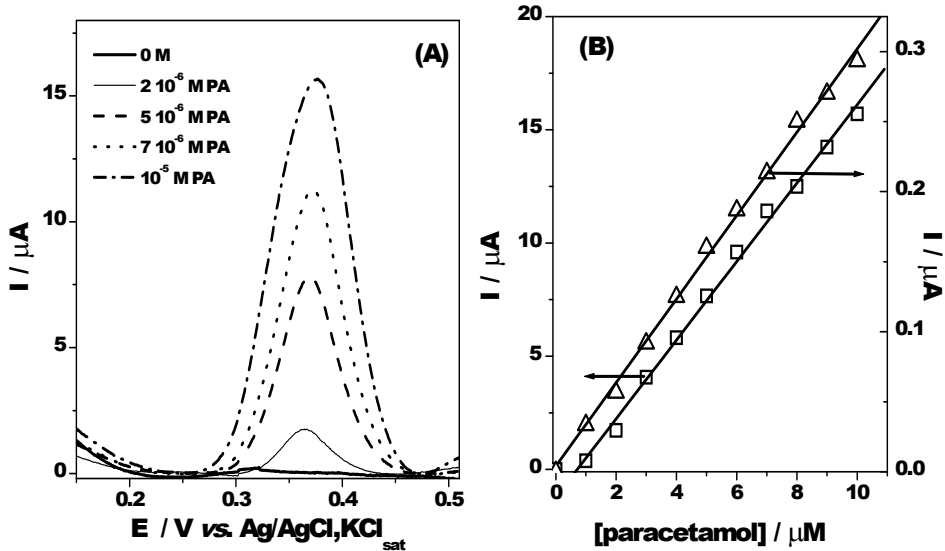 (A)
0 M
2 10⁻⁶ M PA
5 10⁻⁶ M PA
7 10⁻⁶ M PA
10⁻⁵ M PA
15
10
5
0
I / μA
0.2 0.3 0.4 0.5
E / V vs. Ag/AgCl,KCl sat
(B)
20
15
10
5
0
I / μA
0.3
0.2
0.1
0.0
I / μA
0 2 4 6 8 10
[paracetamol] / μM